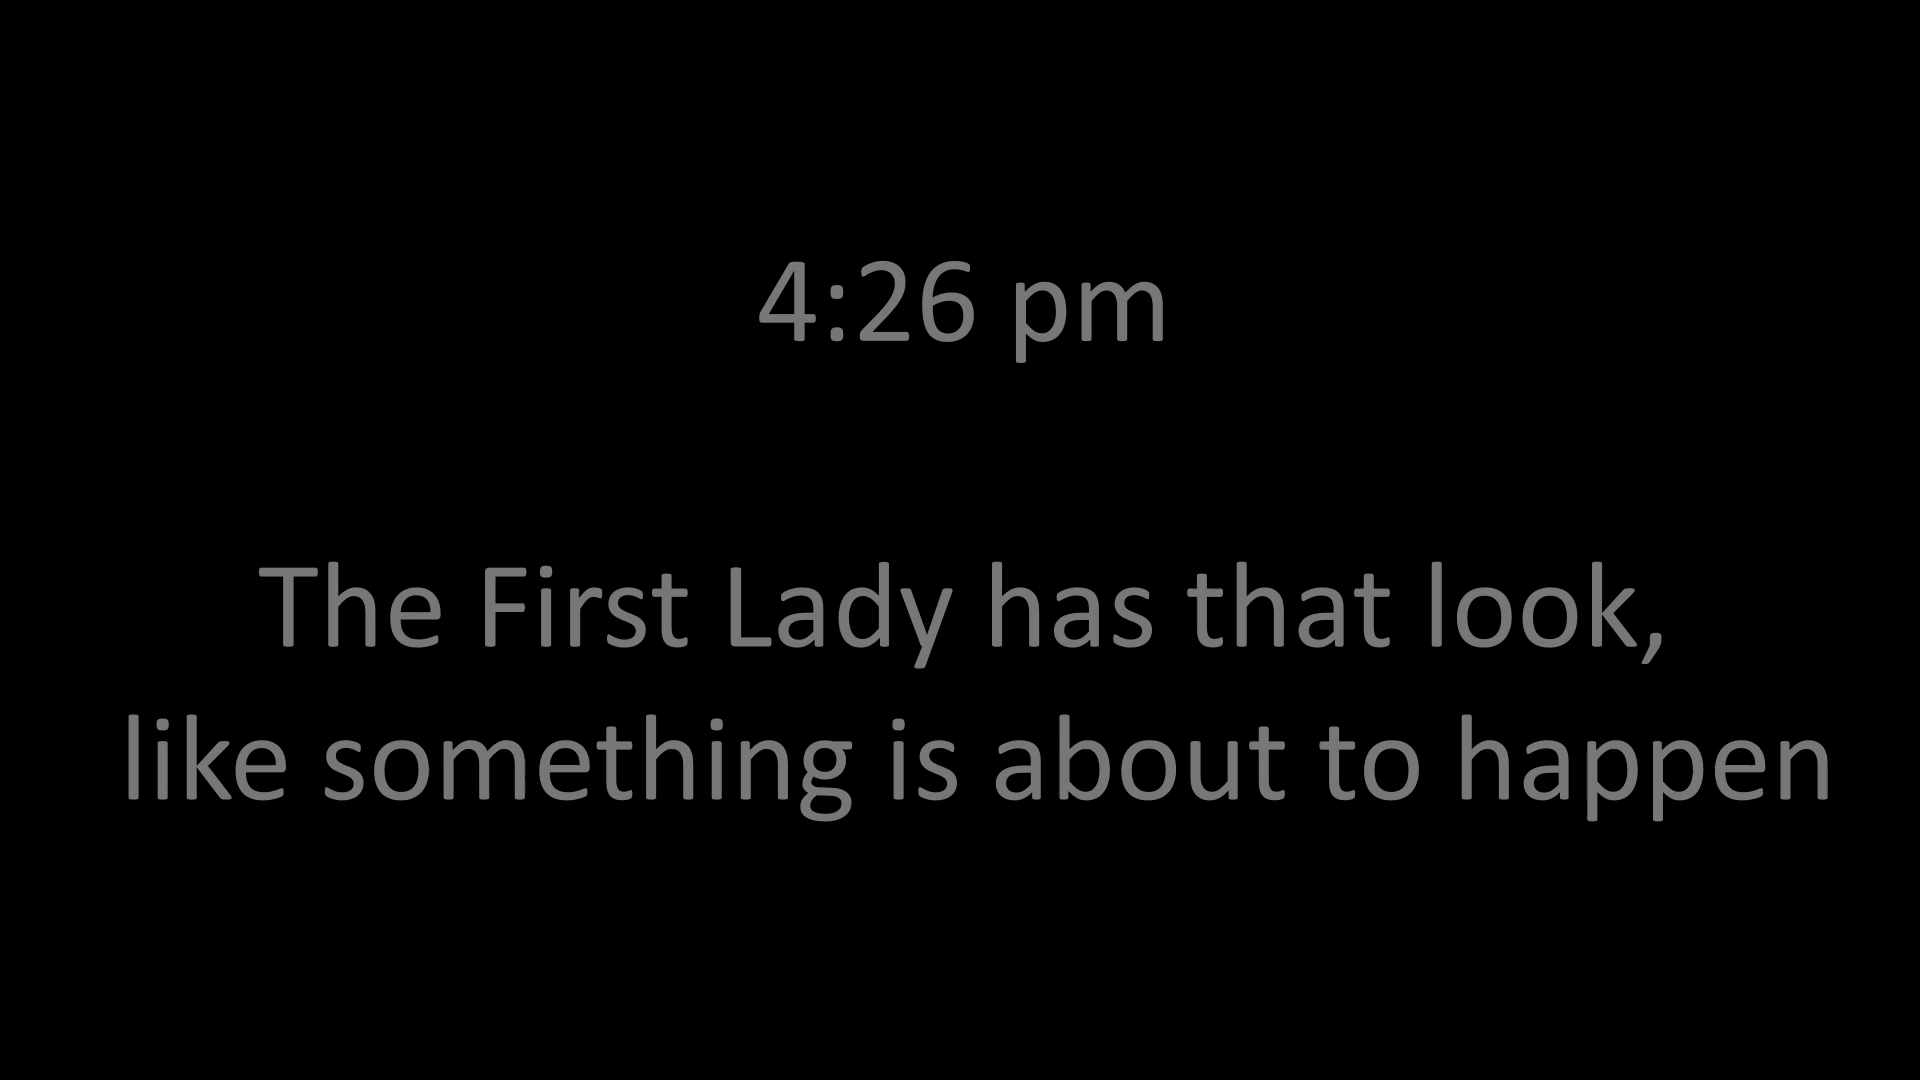 4:26 pm
The First Lady has that look,
like something is about to happen